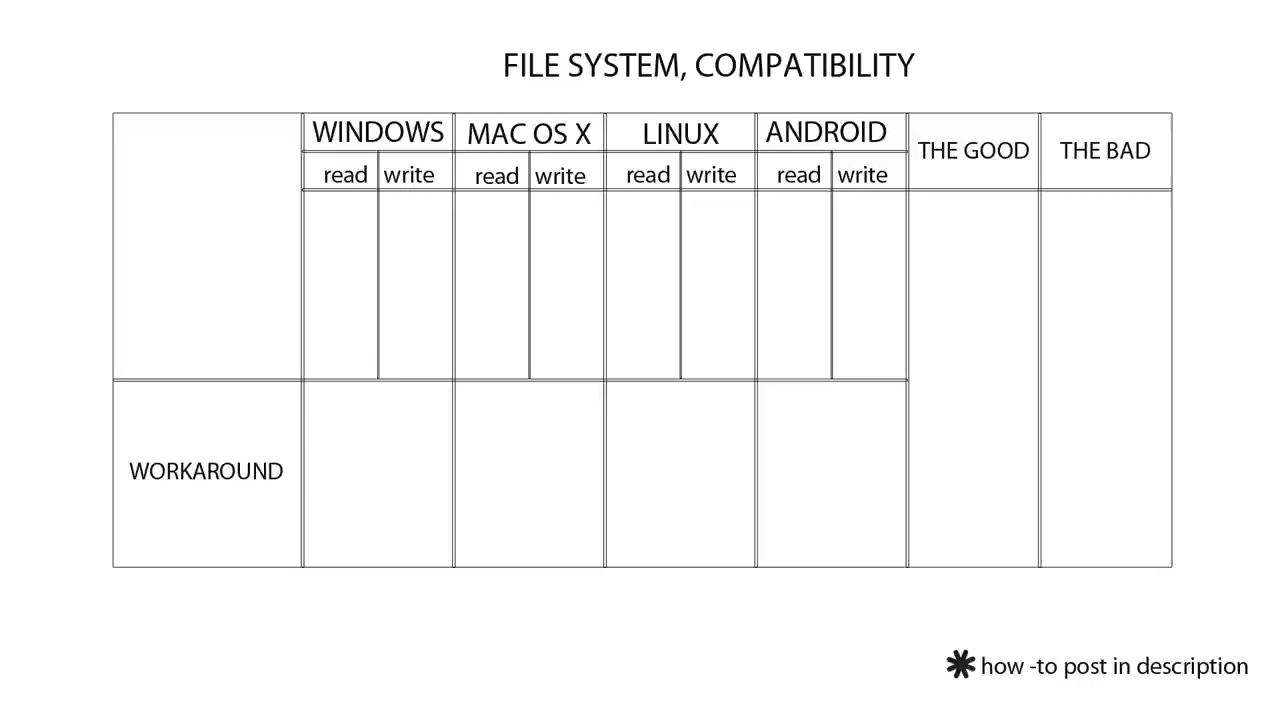 FILE SYSTEM, COMPATIBILITY
WINDOWS MAC OS X LINUX ANDROID THE GOOD THE BAD
read write read write read write read write
WORKAROUND
how -to post in description